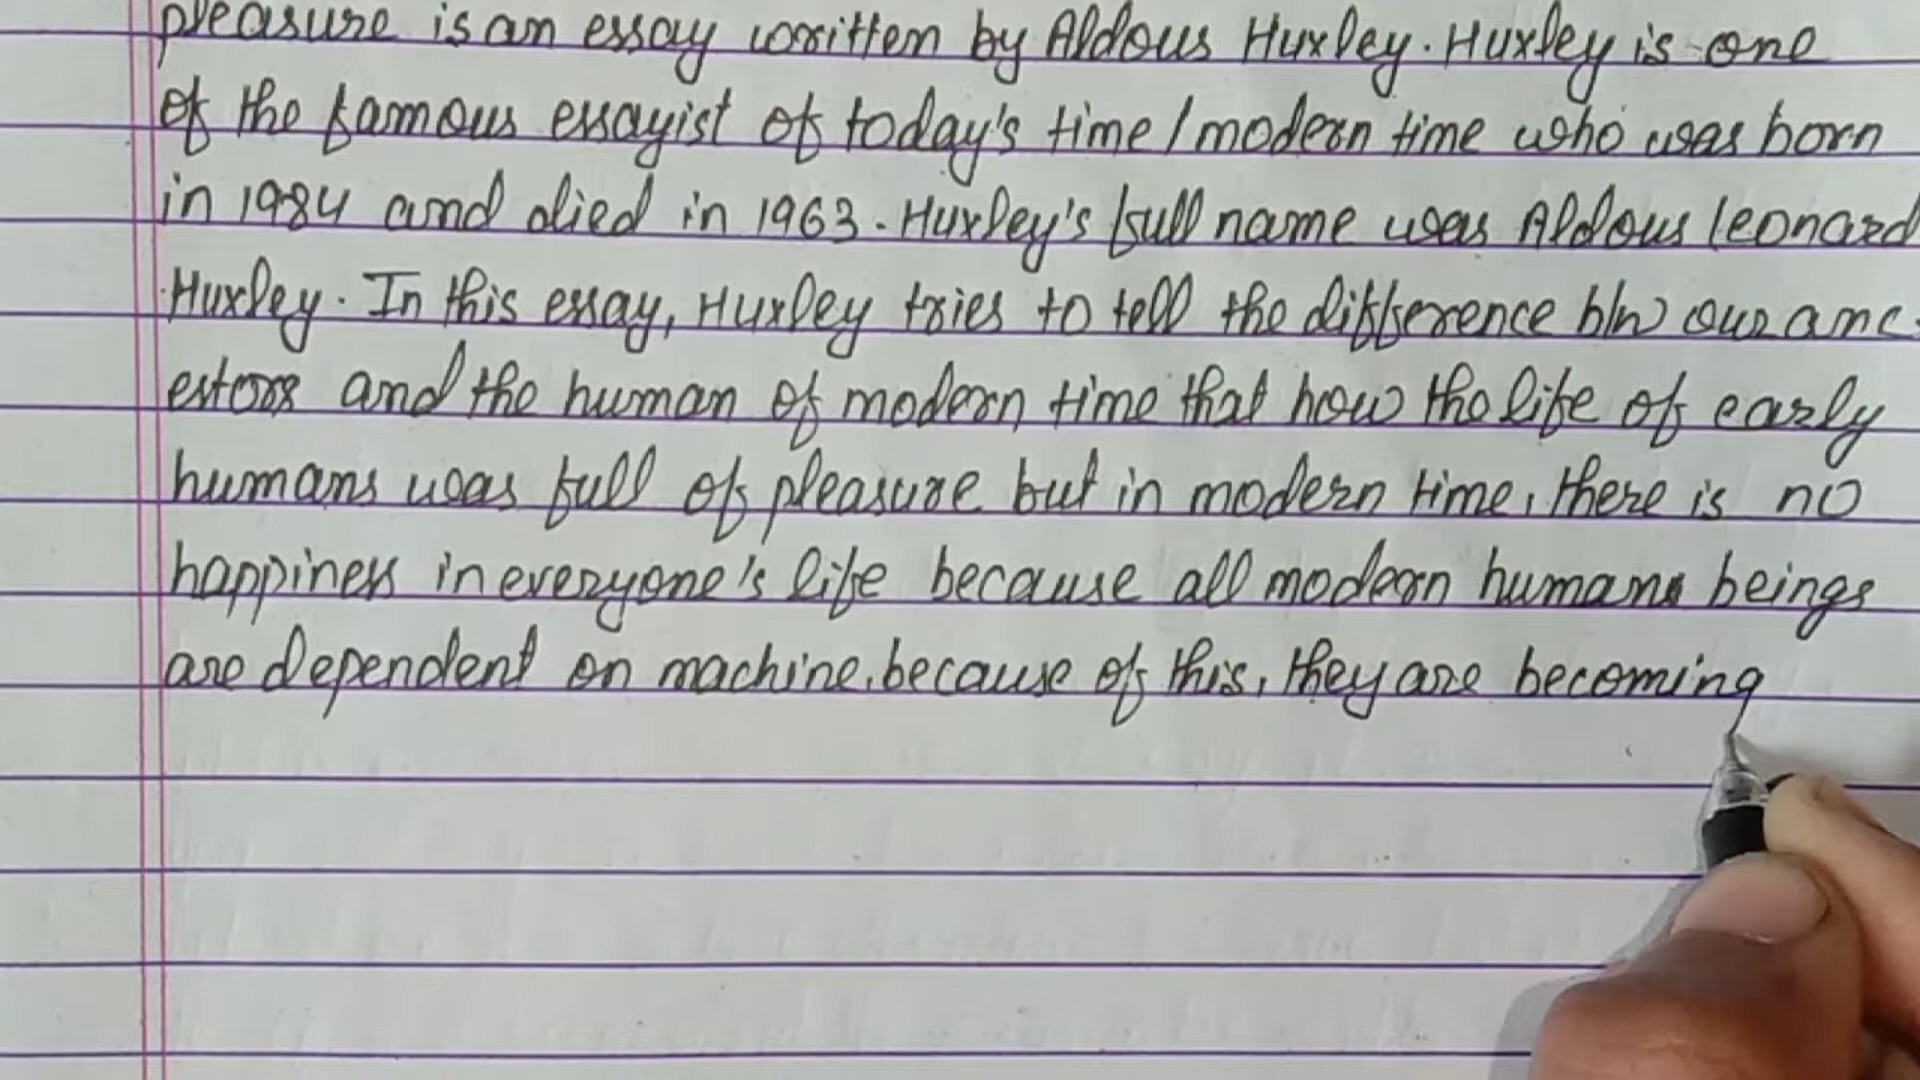 pleasure is an essay written by Aldous Huxley. Huxley is one
of the famous essayist of today's time/modern time who was born
in 1984 and died in 1963. Huxley's full name was Aldous Leonard
Huxley. In this essay, Huxley tries to tell the difference b/w our anc-
estors and the human of modern time that how the life of early
humans was full of pleasure but in modern time, there is no
happiness in everyone's life because all modern humans beings
are dependent on machine, because of this, they are becoming